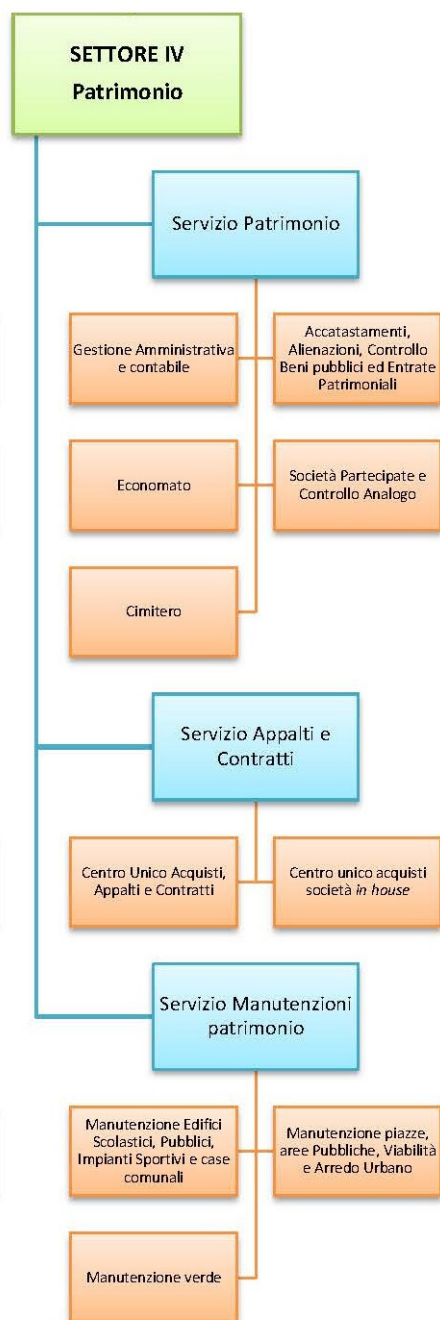 SETTORE IV
Patrimonio
Servizio Patrimonio
Gestione Amministrativa
e contabile
Accatastamenti,
Alienazioni, Controllo
Beni pubblici ed Entrate
Patrimoniali
Economato
Società Partecipate e
Controllo Analogo
Cimitero
Servizio Appalti e
Contratti
Centro Unico Acquisti,
Appalti e Contratti
Centro unico acquisti
società in house
Servizio Manutenzioni
patrimonio
Manutenzione Edifici
Scolastici, Pubblici,
Impianti Sportivi e case
comunali
Manutenzione piazze,
aree Pubbliche, Viabilità
e Arredo Urbano
Manutenzione verde